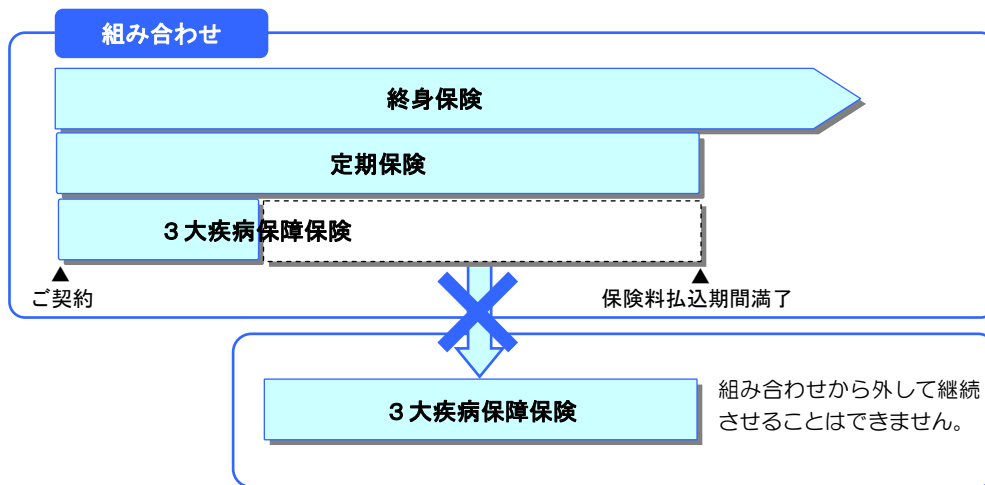 組み合わせ
終身保険
定期保険
３大疾病保障保険
▲ ▲
ご契約 保険料払込期間満了
３大疾病保障保険
組み合わせから外して継続
させることはできません。